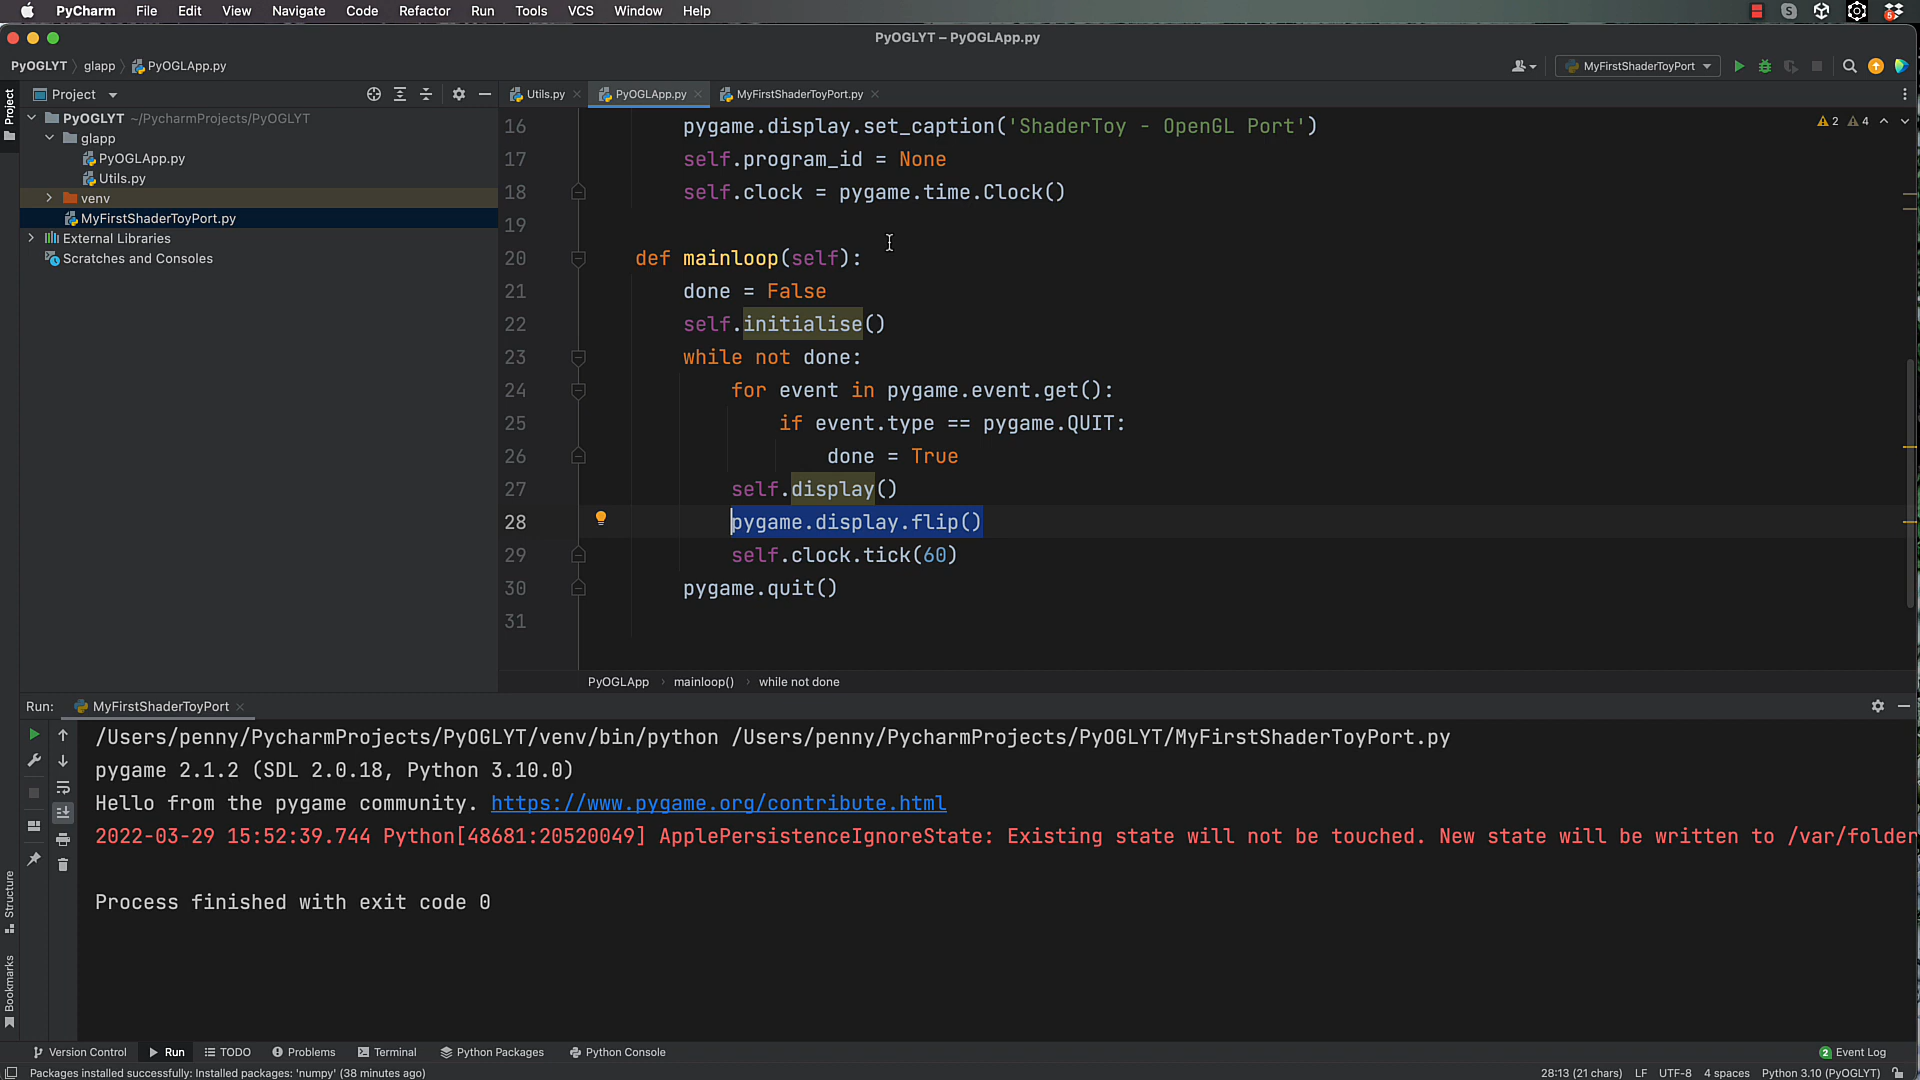 PyCharm File Edit View Navigate Code Refactor Run Tools VCS Window Help
PyOGLYT – PyOGLApp.py
PyOGLYT glapp PyOGLApp.py
MyFirstShaderToyPort
Project
Project
Utils.py PyOGLApp.py MyFirstShaderToyPort.py
PyOGLYT ~/PycharmProjects/PyOGLYT
glapp
PyOGLApp.py
Utils.py
venv
MyFirstShaderToyPort.py
External Libraries
Scratches and Consoles
2 4
16 pygame.display.set_caption('ShaderToy - OpenGL Port')
17 self.program_id = None
18 self.clock = pygame.time.Clock()
19
20 def mainloop(self):
21 done = False
22 self.initialise()
23 while not done:
24 for event in pygame.event.get():
25 if event.type == pygame.QUIT:
26 done = True
27 self.display()
28 pygame.display.flip()
29 self.clock.tick(60)
30 pygame.quit()
31
PyOGLApp mainloop() while not done
Run: MyFirstShaderToyPort
/Users/penny/PycharmProjects/PyOGLYT/venv/bin/python /Users/penny/PycharmProjects/PyOGLYT/MyFirstShaderToyPort.py
pygame 2.1.2 (SDL 2.0.18, Python 3.10.0)
Hello from the pygame community. https://www.pygame.org/contribute.html
2022-03-29 15:52:39.744 Python[48681:20520049] ApplePersistenceIgnoreState: Existing state will not be touched. New state will be written to /var/folder
Process finished with exit code 0
Structure
Bookmarks
Version Control Run TODO Problems Terminal Python Packages Python Console 2 Event Log
Packages installed successfully: Installed packages: 'numpy' (38 minutes ago) 28:13 (21 chars) LF UTF-8 4 spaces Python 3.10 (PyOGLYT)